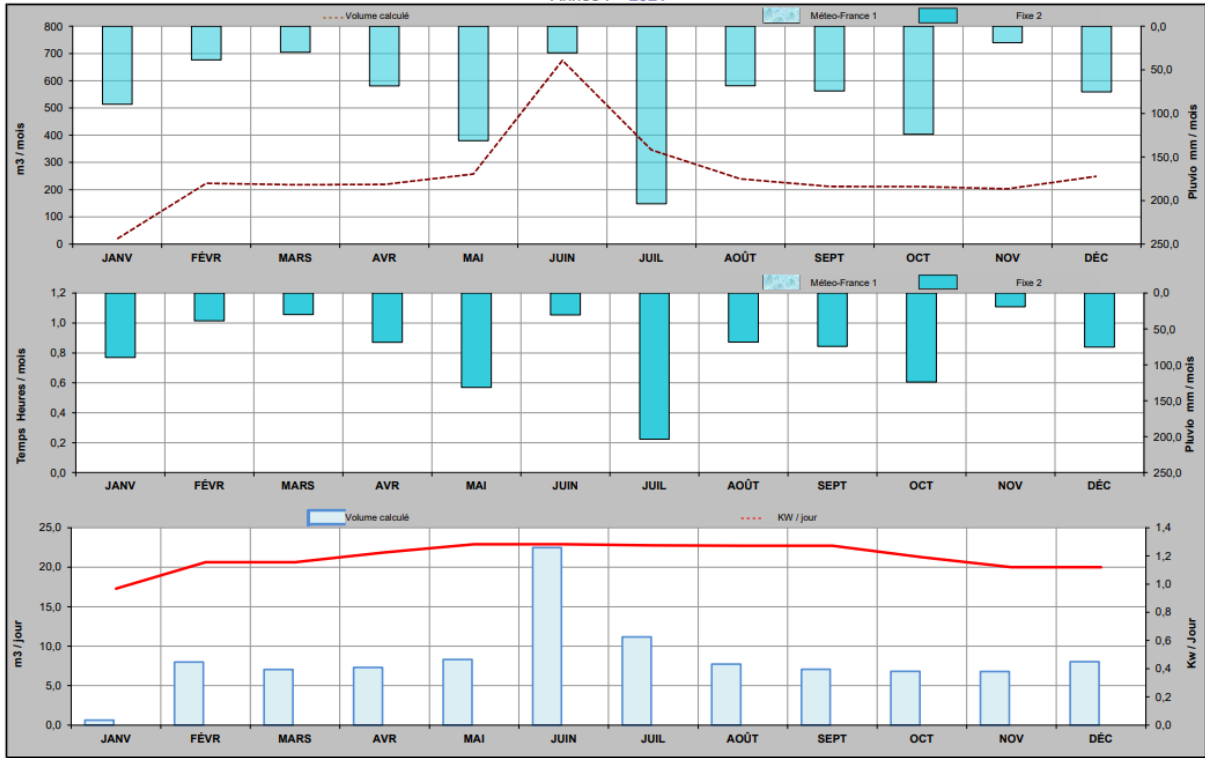 Volume calculé Méteo-France 1 Fixe 2
800 0,0
700
600 50,0
500
400 100,0
300 150,0
200
100 200,0
0 250,0
m3 / mois
Pluvio mm / mois
JANV FÉVR MARS AVR MAI JUIN JUIL AOÛT SEPT OCT NOV DÉC
Méteo-France 1 Fixe 2
1,2 0,0
1,0 50,0
0,8 100,0
0,6
0,4 150,0
0,2 200,0
0,0 250,0
Temps Heures / mois
Pluvio mm / mois
JANV FÉVR MARS AVR MAI JUIN JUIL AOÛT SEPT OCT NOV DÉC
Volume calculé KW / jour
25,0 1,4
20,0 1,2
1,0
15,0 0,8
10,0 0,6
0,4
5,0 0,2
0,0 0,0
m3 / jour
Kw / Jour
JANV FÉVR MARS AVR MAI JUIN JUIL AOÛT SEPT OCT NOV DÉC